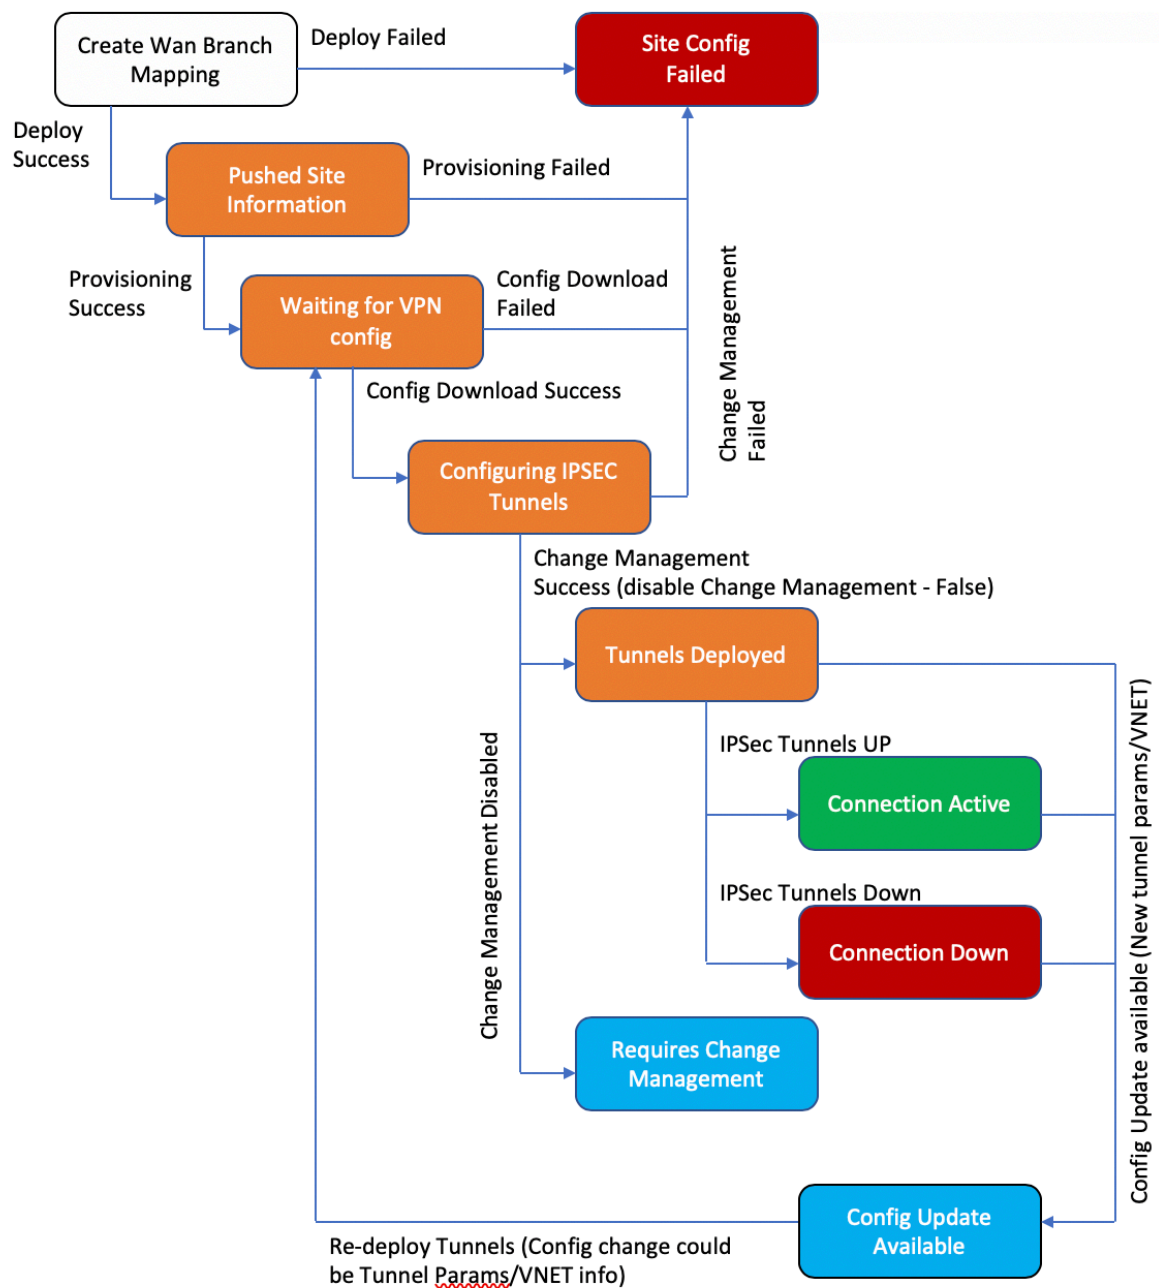 Create Wan Branch
Mapping
Deploy Failed
Site Config
Failed
Deploy
Success
Pushed Site
Information
Provisioning Failed
Provisioning
Success
Waiting for VPN
config
Config Download
Failed
Change Management
Failed
Config Download Success
Configuring IPSEC
Tunnels
Change Management
Success (disable Change Management - False)
Tunnels Deployed
IPSec Tunnels UP
Connection Active
Change Management Disabled
IPSec Tunnels Down
Connection Down
Config Update available (New tunnel params/VNET)
Requires Change
Management
Config Update
Available
Re-deploy Tunnels (Config change could
be Tunnel Params/VNET info)